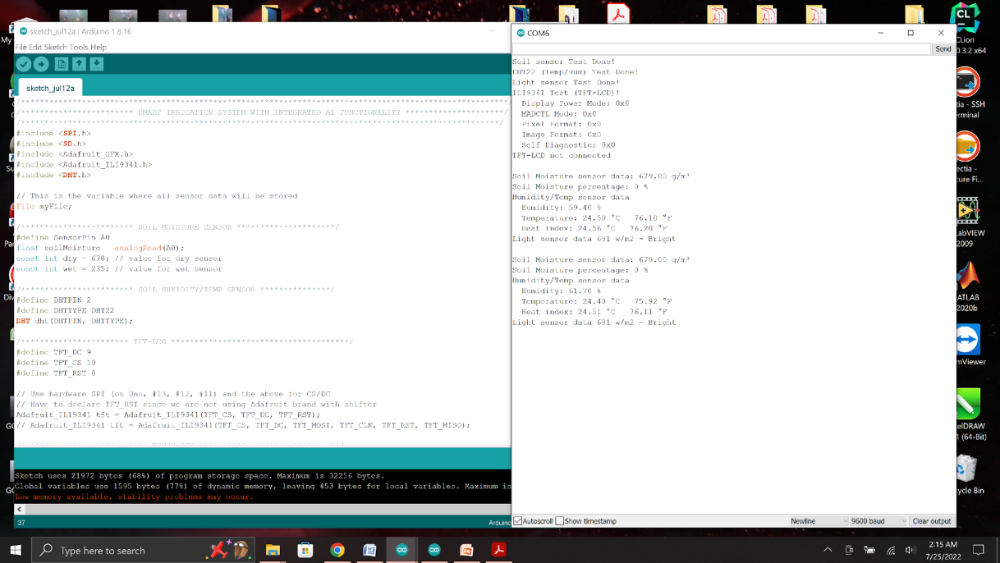 sketch_jul12a | Arduino 1.8.16
File Edit Sketch Tools Help
sketch_jul12a
/************************ SMART IRRIGATION SYSTEM WITH INTEGRATED AI FUNCTIONALITY **********************/
#include <SPI.h>
#include <SD.h>
#include <Adafruit_GFX.h>
#include <Adafruit_ILI9341.h>
#include <DHT.h>
// This is the variable where all sensor data will be stored
File myFile;
/************************ SOIL MOISTURE SENSOR **********************/
#define SensorPin A0
float soilMoisture = analogRead(A0);
const int dry = 678; // value for dry sensor
const int wet = 235; // value for wet sensor
/************************ SOIL HUMIDITY/TEMP SENSOR ***************/
#define DHTPIN 2
#define DHTTYPE DHT22
DHT dht(DHTPIN, DHTTYPE);
/*********************** TFT-LCD **************************************/
#define TFT_DC 9
#define TFT_CS 10
#define TFT_RST 8
// Use hardware SPI (on Uno, #13, #12, #11) and the above for CS/DC
// Have to declare TFT_RST since we are not using Adafruit brand with shifter
Adafruit_ILI9341 tft = Adafruit_ILI9341(TFT_CS, TFT_DC, TFT_RST);
// Adafruit_ILI9341 tft = Adafruit_ILI9341(TFT_CS, TFT_DC, TFT_MOSI, TFT_CLK, TFT_RST, TFT_MISO);
Sketch uses 21972 bytes (68%) of program storage space. Maximum is 32256 bytes.
Global variables use 1595 bytes (77%) of dynamic memory, leaving 453 bytes for local variables. Maximum is
Low memory available, stability problems may occur.
37
Arduino
COM6
Send
Soil sensor Test Done!
DHT22 (Temp/Hum) Test Done!
Light sensor Test Done!
ILI9341 Test (TFT-LCD)!
Display Power Mode: 0x0
MADCTL Mode: 0x0
Pixel Format: 0x0
Image Format: 0x0
Self Diagnostic: 0x0
TFT-LCD not connected
Soil Moisture sensor data: 679.00 g/m³
Soil Moisture percentage: 0 %
Humidity/Temp sensor data
Humidity: 59.40 %
Temperature: 24.50 °C 76.10 °F
Heat index: 24.56 °C 76.20 °F
Light sensor data 681 w/m2 - Bright
Soil Moisture sensor data: 679.00 g/m³
Soil Moisture percentage: 0 %
Humidity/Temp sensor data
Humidity: 61.70 %
Temperature: 24.40 °C 75.92 °F
Heat index: 24.51 °C 76.11 °F
Light sensor data 681 w/m2 - Bright
Autoscroll Show timestamp
Newline
9600 baud
Clear output
CL
CLion
0.3.2 x64
ctia - SSH
erminal
ectia -
cure Fi...
LabVIEW
2009
ATLAB
2020b
amViewer
relDRAW
1 (64-Bit)
cycle Bin
Type here to search
2:15 AM
7/25/2022